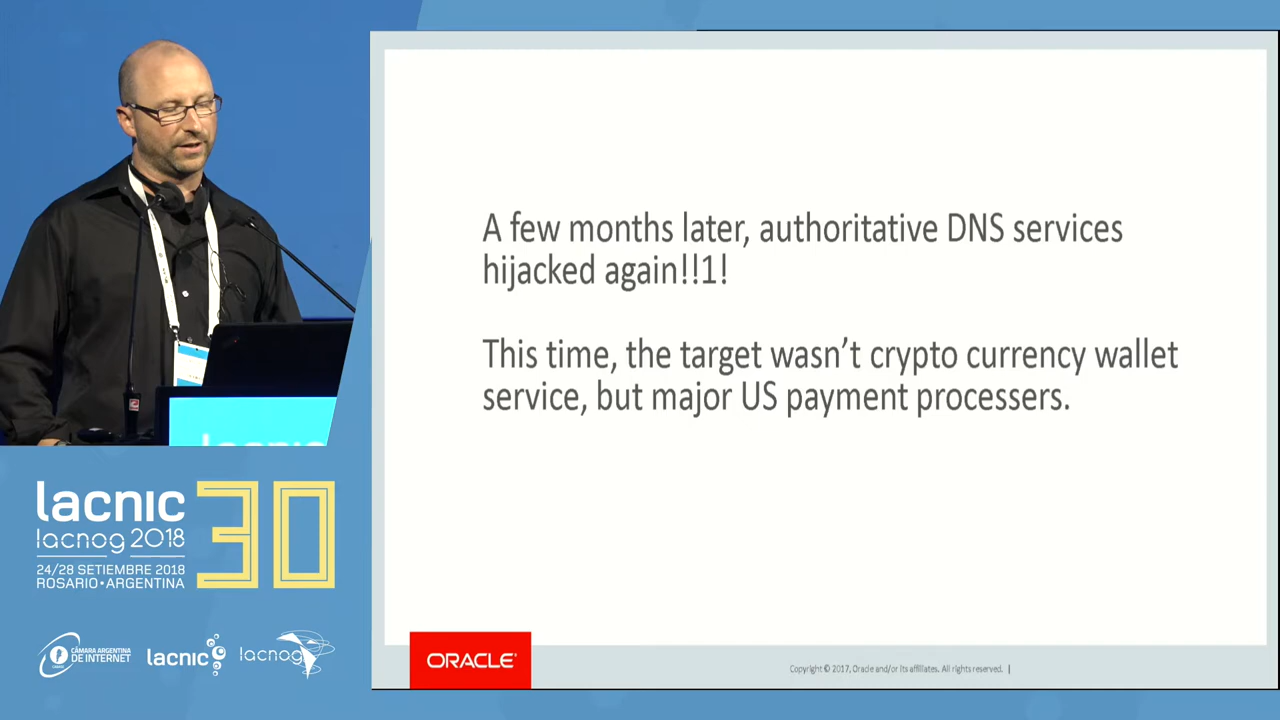 A few months later, authoritative DNS services
hijacked again!!1!
This time, the target wasn’t crypto currency wallet
service, but major US payment processers.
ORACLE
Copyright © 2017, Oracle and/or its affiliates. All rights reserved. |
lacnic 30
lacnog 2018
24/28 SETIEMBRE 2018
ROSARIO • ARGENTINA
CÁMARA ARGENTINA
DE INTERNET
lacnic
lacnog